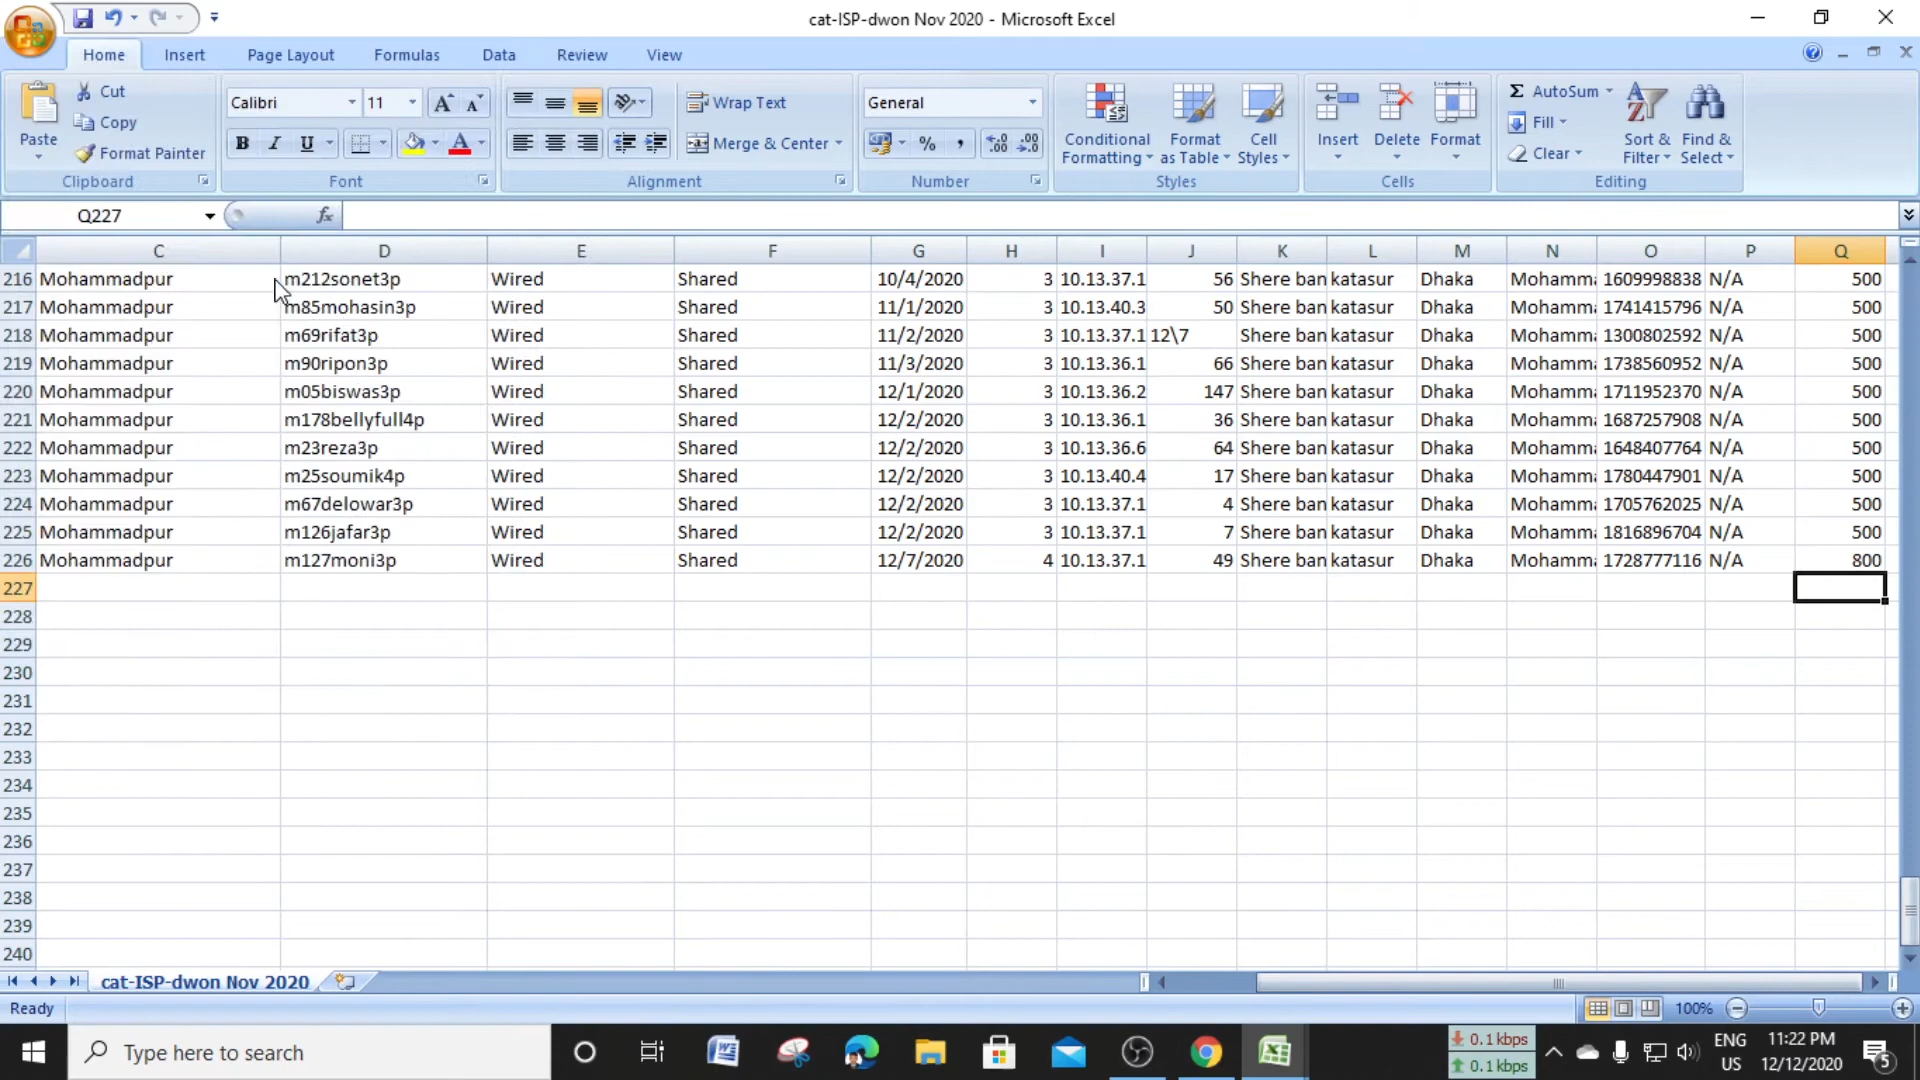 cat-ISP-dwon Nov 2020 - Microsoft Excel
Home Insert Page Layout Formulas Data Review View
Paste
Cut
Copy
Format Painter
Clipboard
Calibri 11
B I U
Font
Wrap Text
Merge & Center
Alignment
General
% ,
Number
Conditional Formatting
Format as Table
Cell Styles
Styles
Insert Delete Format
Cells
Σ AutoSum
Fill
Clear
Sort & Filter
Find & Select
Editing
Q227 fx
C D E F G H I J K L M N O P Q
216 Mohammadpur m212sonet3p Wired Shared 10/4/2020 3 10.13.37.1 56 Shere ban katasur Dhaka Mohamma 1609998838 N/A 500
217 Mohammadpur m85mohasin3p Wired Shared 11/1/2020 3 10.13.40.3 50 Shere ban katasur Dhaka Mohamma 1741415796 N/A 500
218 Mohammadpur m69rifat3p Wired Shared 11/2/2020 3 10.13.37.1 12\7 Shere ban katasur Dhaka Mohamma 1300802592 N/A 500
219 Mohammadpur m90ripon3p Wired Shared 11/3/2020 3 10.13.36.1 66 Shere ban katasur Dhaka Mohamma 1738560952 N/A 500
220 Mohammadpur m05biswas3p Wired Shared 12/1/2020 3 10.13.36.2 147 Shere ban katasur Dhaka Mohamma 1711952370 N/A 500
221 Mohammadpur m178bellyfull4p Wired Shared 12/2/2020 3 10.13.36.1 36 Shere ban katasur Dhaka Mohamma 1687257908 N/A 500
222 Mohammadpur m23reza3p Wired Shared 12/2/2020 3 10.13.36.6 64 Shere ban katasur Dhaka Mohamma 1648407764 N/A 500
223 Mohammadpur m25soumik4p Wired Shared 12/2/2020 3 10.13.40.4 17 Shere ban katasur Dhaka Mohamma 1780447901 N/A 500
224 Mohammadpur m67delowar3p Wired Shared 12/2/2020 3 10.13.37.1 4 Shere ban katasur Dhaka Mohamma 1705762025 N/A 500
225 Mohammadpur m126jafar3p Wired Shared 12/2/2020 3 10.13.37.1 7 Shere ban katasur Dhaka Mohamma 1816896704 N/A 500
226 Mohammadpur m127moni3p Wired Shared 12/7/2020 4 10.13.37.1 49 Shere ban katasur Dhaka Mohamma 1728777116 N/A 800
227
228
229
230
231
232
233
234
235
236
237
238
239
240
cat-ISP-dwon Nov 2020
Ready 100%
Type here to search
0.1 kbps
0.1 kbps
ENG
US
11:22 PM
12/12/2020
5